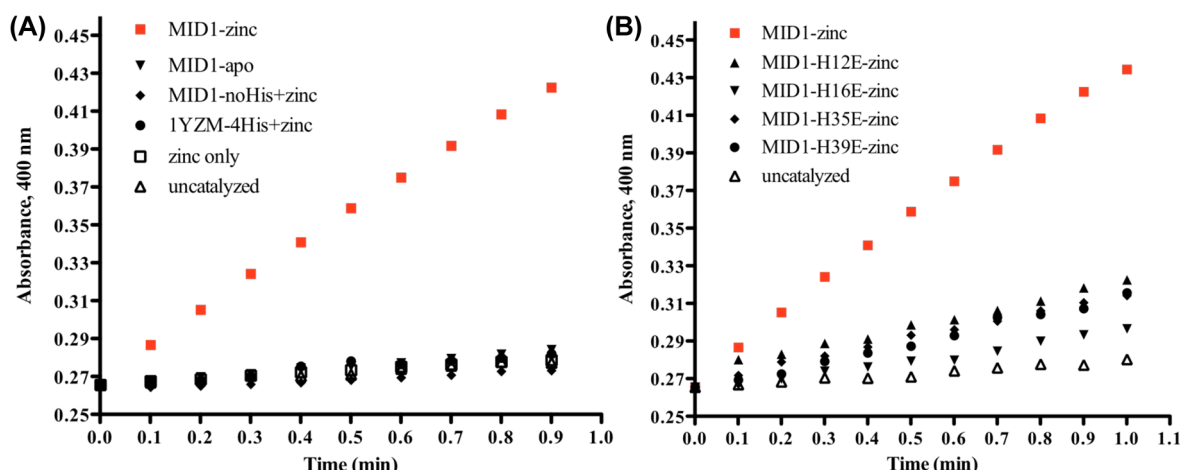 (A)
Absorbance, 400 nm
0.45
0.43
0.41
0.39
0.37
0.35
0.33
0.31
0.29
0.27
0.25
MID1-zinc
MID1-apo
MID1-noHis+zinc
1YZM-4His+zinc
zinc only
uncatalyzed
0.0 0.1 0.2 0.3 0.4 0.5 0.6 0.7 0.8 0.9 1.0
Time (min)
(B)
Absorbance, 400 nm
0.45
0.43
0.41
0.39
0.37
0.35
0.33
0.31
0.29
0.27
0.25
MID1-zinc
MID1-H12E-zinc
MID1-H16E-zinc
MID1-H35E-zinc
MID1-H39E-zinc
uncatalyzed
0.0 0.1 0.2 0.3 0.4 0.5 0.6 0.7 0.8 0.9 1.0 1.1
Time (min)